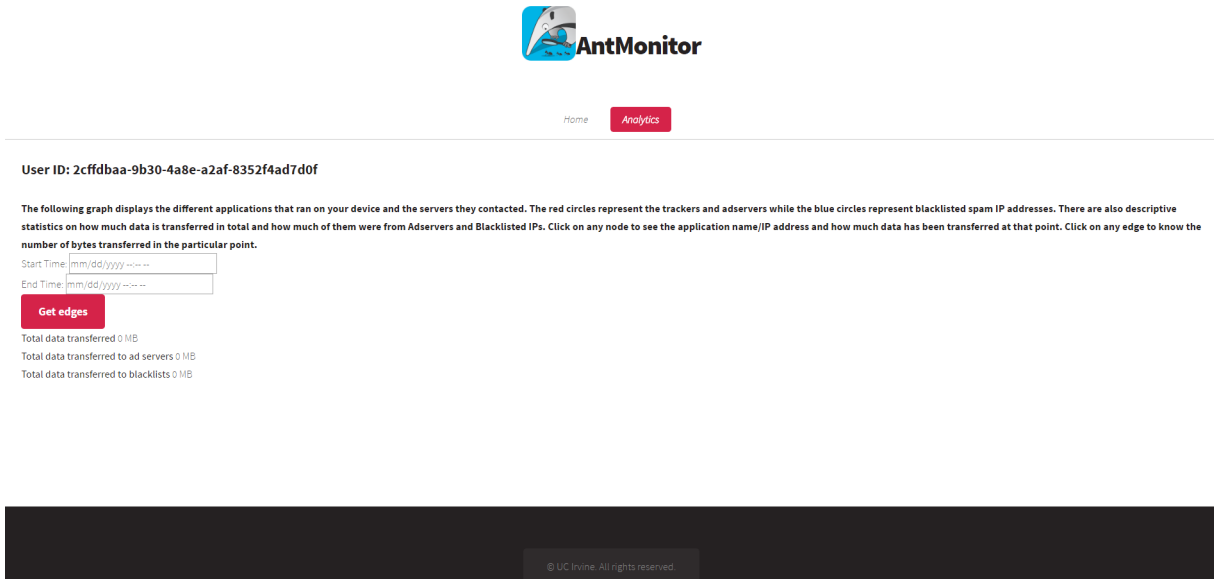 AntMonitor
Home Analytics
User ID: 2cffdbaa-9b30-4a8e-a2af-8352f4ad7d0f
The following graph displays the different applications that ran on your device and the servers they contacted. The red circles represent the trackers and adservers while the blue circles represent blacklisted spam IP addresses. There are also descriptive
statistics on how much data is transferred in total and how much of them were from Adservers and Blacklisted IPs. Click on any node to see the application name/IP address and how much data has been transferred at that point. Click on any edge to know the
number of bytes transferred in the particular point.
Start Time: mm/dd/yyyy --:-- --
End Time: mm/dd/yyyy --:-- --
Get edges
Total data transferred 0 MB
Total data transferred to ad servers 0 MB
Total data transferred to blacklists 0 MB
© UC Irvine. All rights reserved.